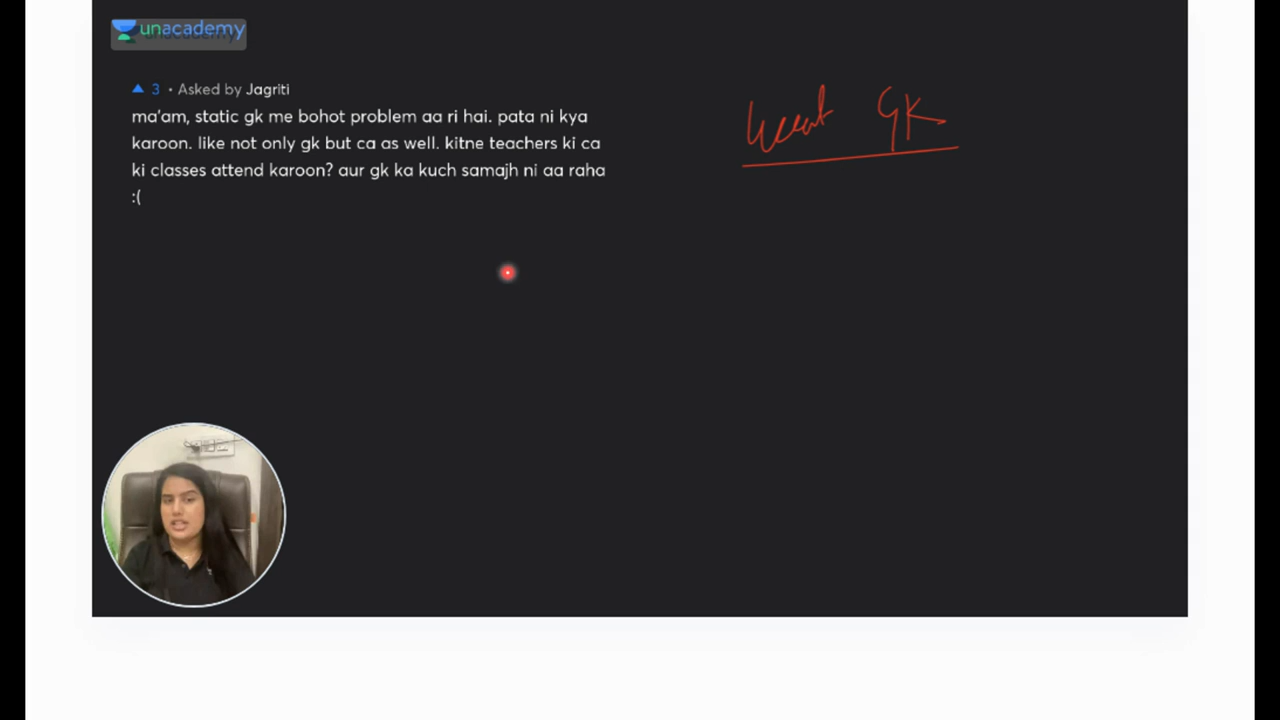 unacademy
▲ 3 • Asked by Jagriti
ma'am, static gk me bohot problem aa ri hai. pata ni kya
karoon. like not only gk but ca as well. kitne teachers ki ca
ki classes attend karoon? aur gk ka kuch samajh ni aa raha
:(
GK